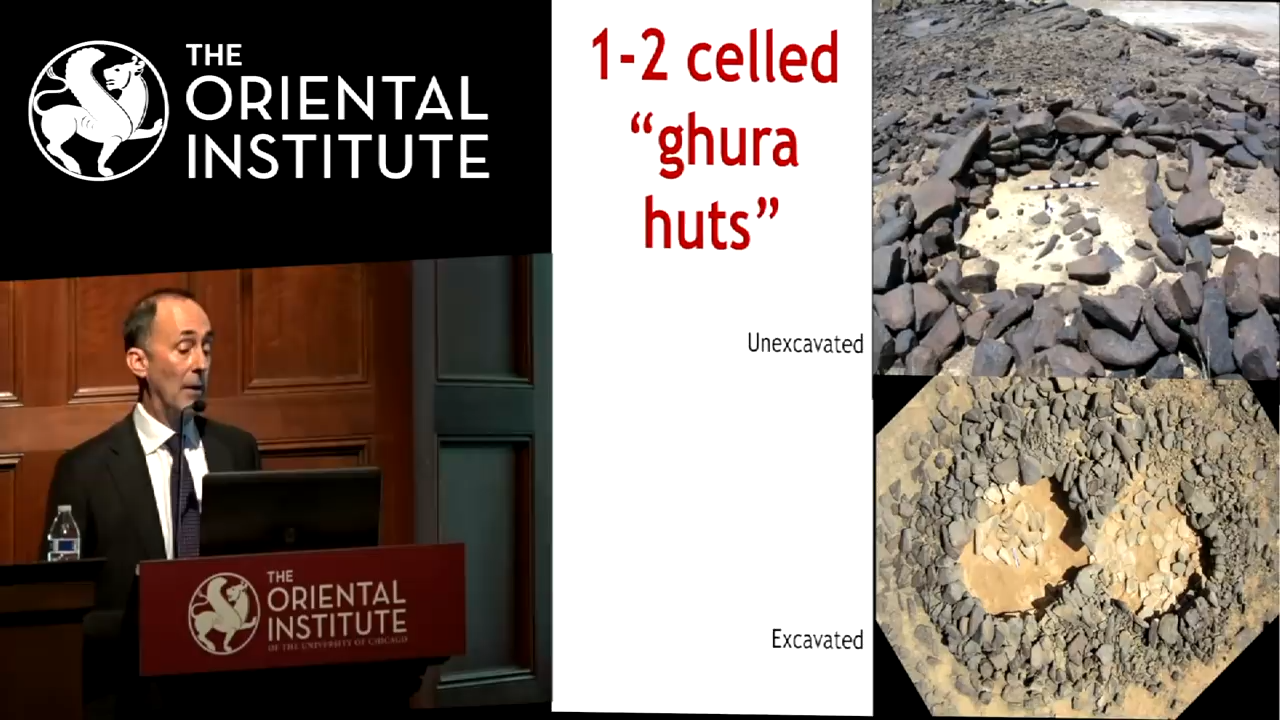 THE
ORIENTAL
INSTITUTE
1-2 celled
“ghura
huts”
Unexcavated
Excavated
THE
ORIENTAL
INSTITUTE
OF THE UNIVERSITY OF CHICAGO